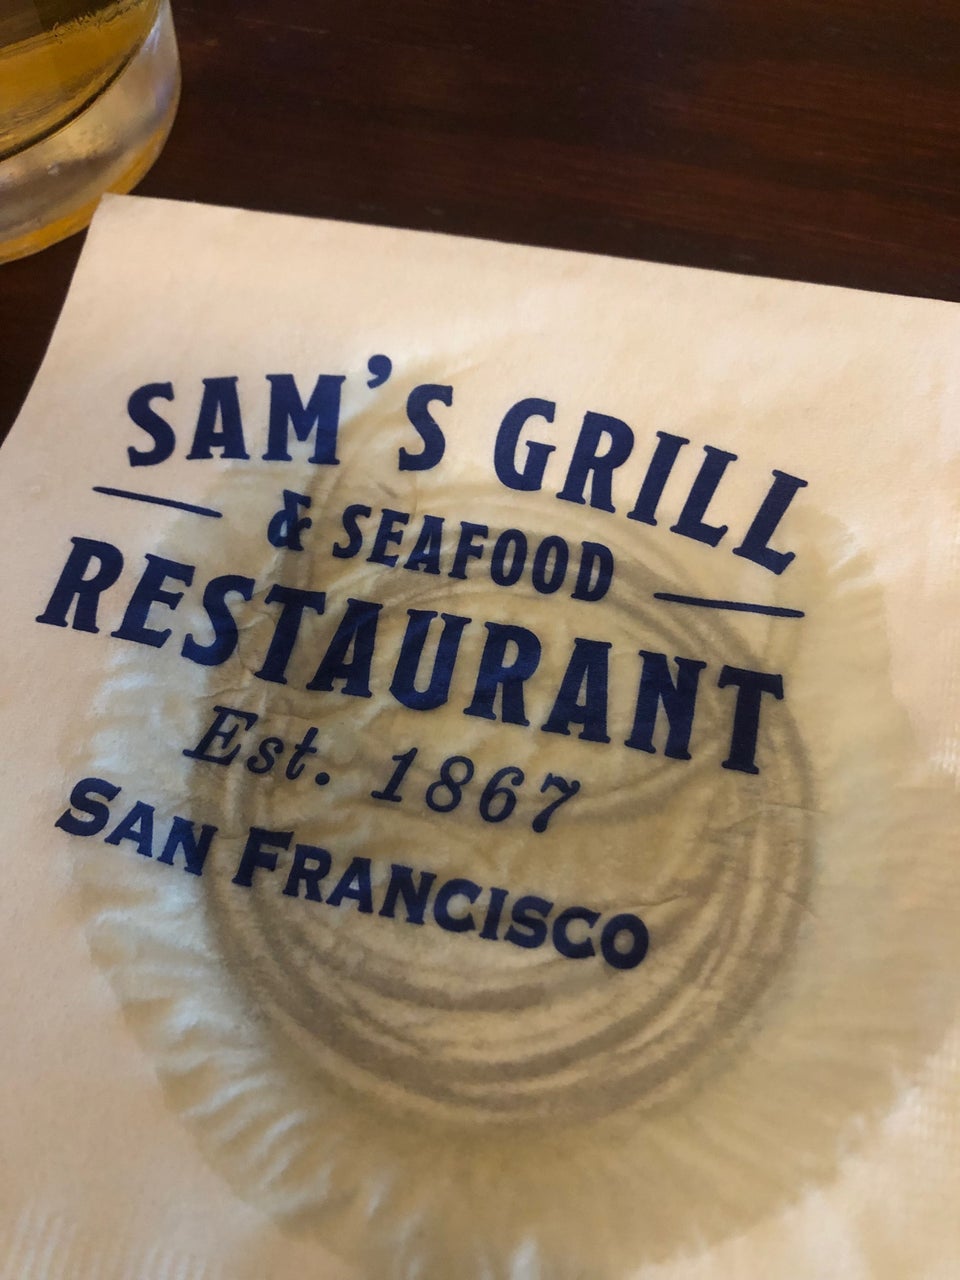 SAM'S GRILL
& SEAFOOD
RESTAURANT
Est. 1867
SAN FRANCISCO